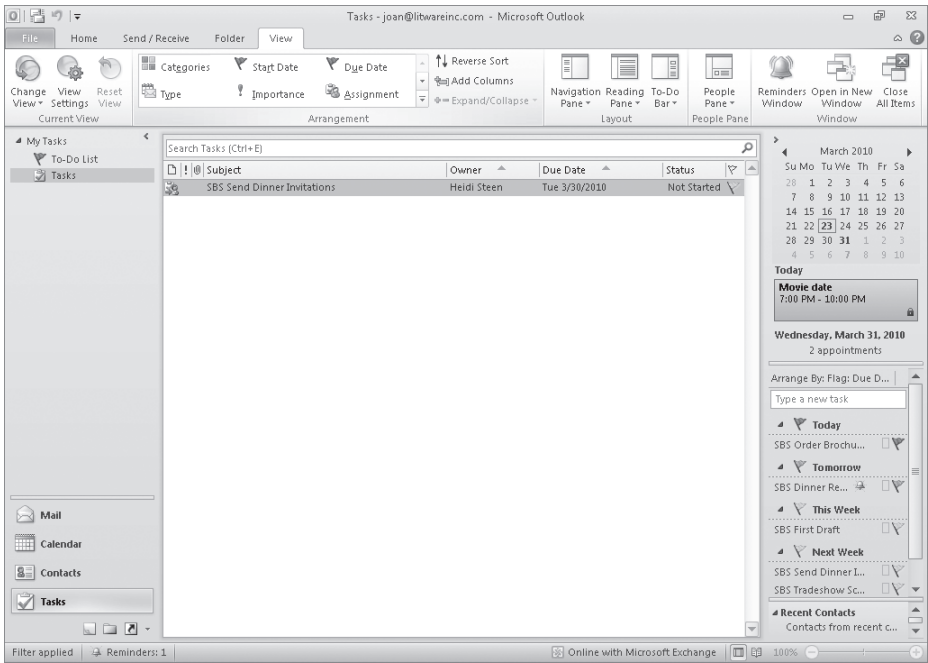 Tasks - joan@litwareinc.com - Microsoft Outlook
File Home Send / Receive Folder View
Change View View Settings Reset View
Current View
Categories Start Date Due Date
Type Importance Assignment
Arrangement
Reverse Sort
Add Columns
Expand/Collapse
Navigation Pane Reading Pane To-Do Bar
Layout
People Pane
People Pane
Reminders Window Open in New Window Close All Items
Window
My Tasks
To-Do List
Tasks
Mail
Calendar
Contacts
Tasks
Search Tasks (Ctrl+E)
Subject Owner Due Date Status
SBS Send Dinner Invitations Heidi Steen Tue 3/30/2010 Not Started
March 2010
Su Mo Tu We Th Fr Sa
28 1 2 3 4 5 6
7 8 9 10 11 12 13
14 15 16 17 18 19 20
21 22 23 24 25 26 27
28 29 30 31 1 2 3
4 5 6 7 8 9 10
Today
Movie date
7:00 PM - 10:00 PM
Wednesday, March 31, 2010
2 appointments
Arrange By: Flag: Due D...
Type a new task
Today
SBS Order Brochu...
Tomorrow
SBS Dinner Re...
This Week
SBS First Draft
Next Week
SBS Send Dinner I...
SBS Tradeshow Sc...
Recent Contacts
Contacts from recent c...
Filter applied Reminders: 1 Online with Microsoft Exchange 100%